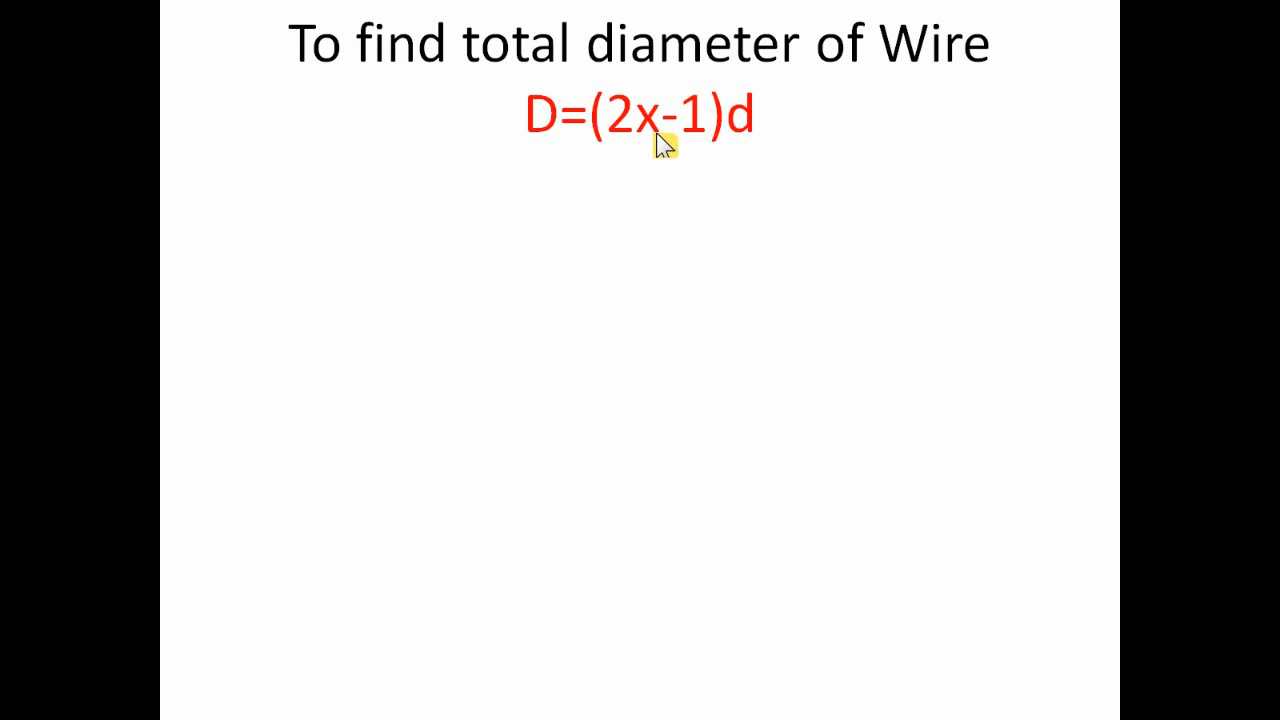 To find total diameter of Wire
D=(2x-1)d